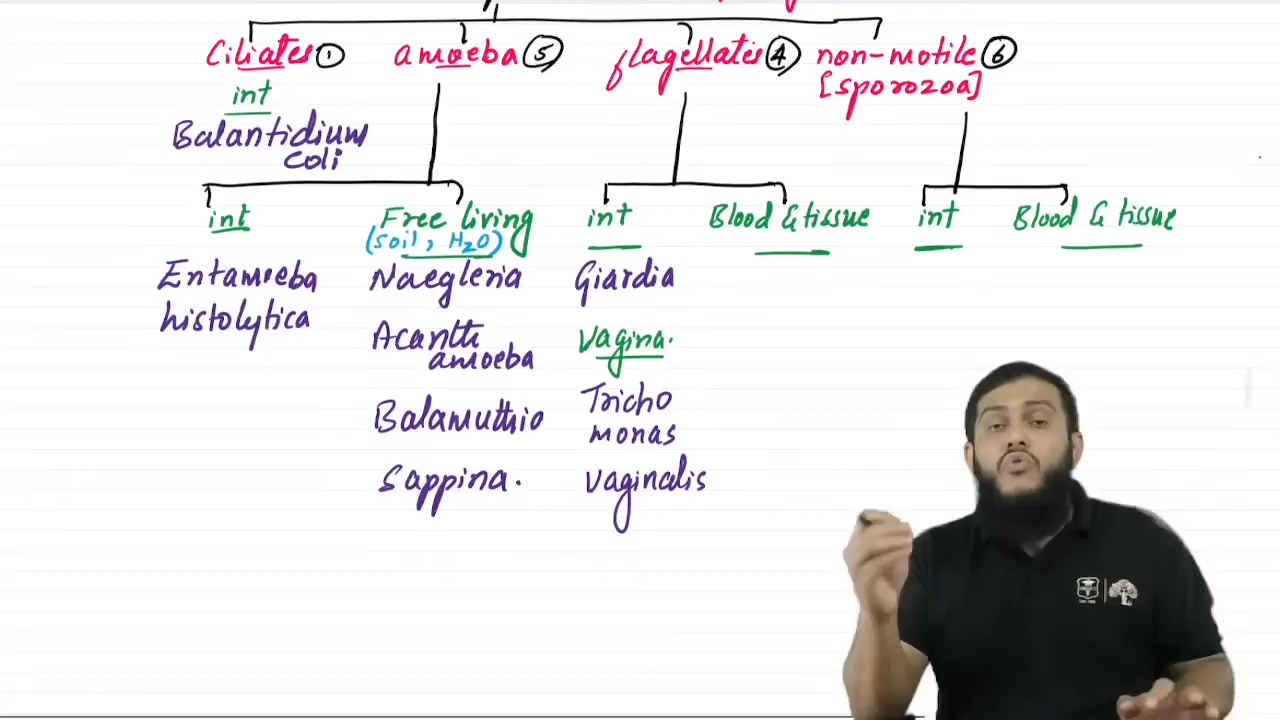 Ciliates ① amoeba ⑤ flagellates ④ non-motile ⑥
[sporozoa]
int
Balantidium
coli
int Free living int Blood & tissue int Blood & tissue
(soil, H₂O)
Entamoeba Naegleria Giardia
histolytica
Acanth Vagina.
amoeba
Balamuthio Tricho
monas
Sappina. vaginalis